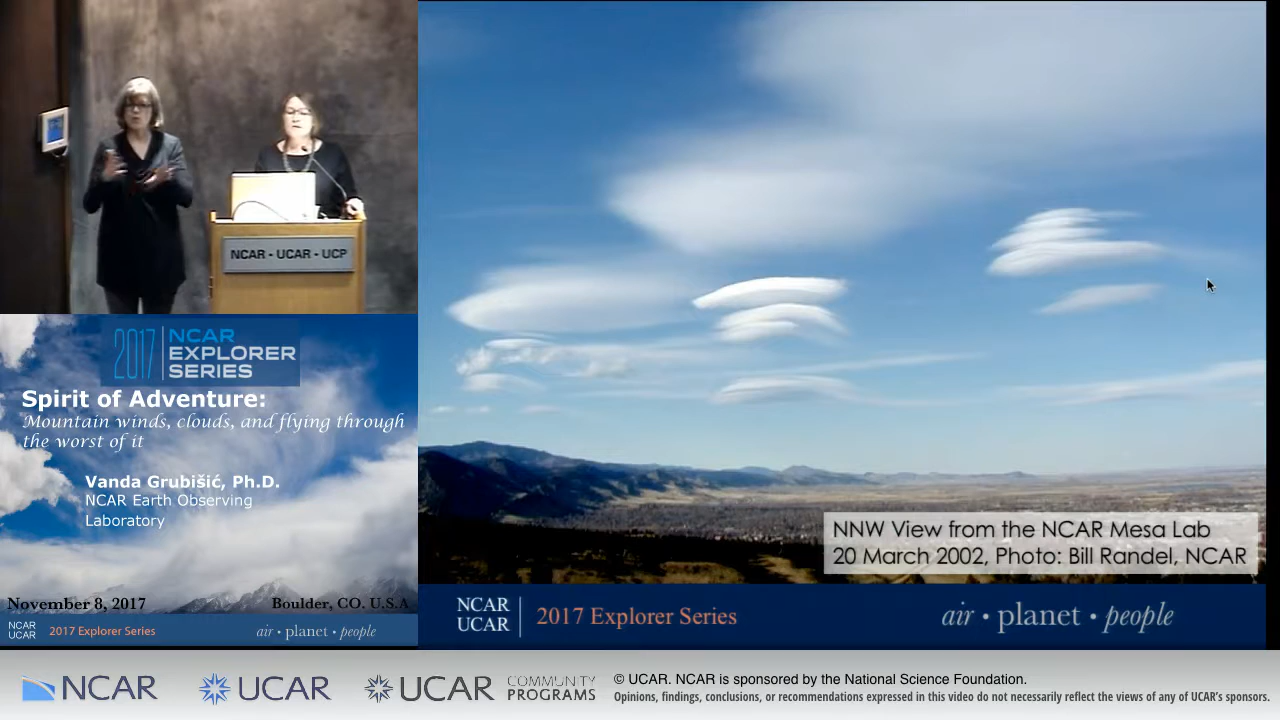 NCAR - UCAR - UCP
2017
NCAR
EXPLORER
SERIES
Spirit of Adventure:
Mountain winds, clouds, and flying through
the worst of it
Vanda Grubišić, Ph.D.
NCAR Earth Observing
Laboratory
November 8, 2017
Boulder, CO. U.S.A
NCAR
UCAR
2017 Explorer Series
air • planet • people
NNW View from the NCAR Mesa Lab
20 March 2002, Photo: Bill Randel, NCAR
NCAR
UCAR
2017 Explorer Series
air • planet • people
NCAR
UCAR
UCAR
COMMUNITY
PROGRAMS
© UCAR. NCAR is sponsored by the National Science Foundation.
Opinions, findings, conclusions, or recommendations expressed in this video do not necessarily reflect the views of any of UCAR's sponsors.